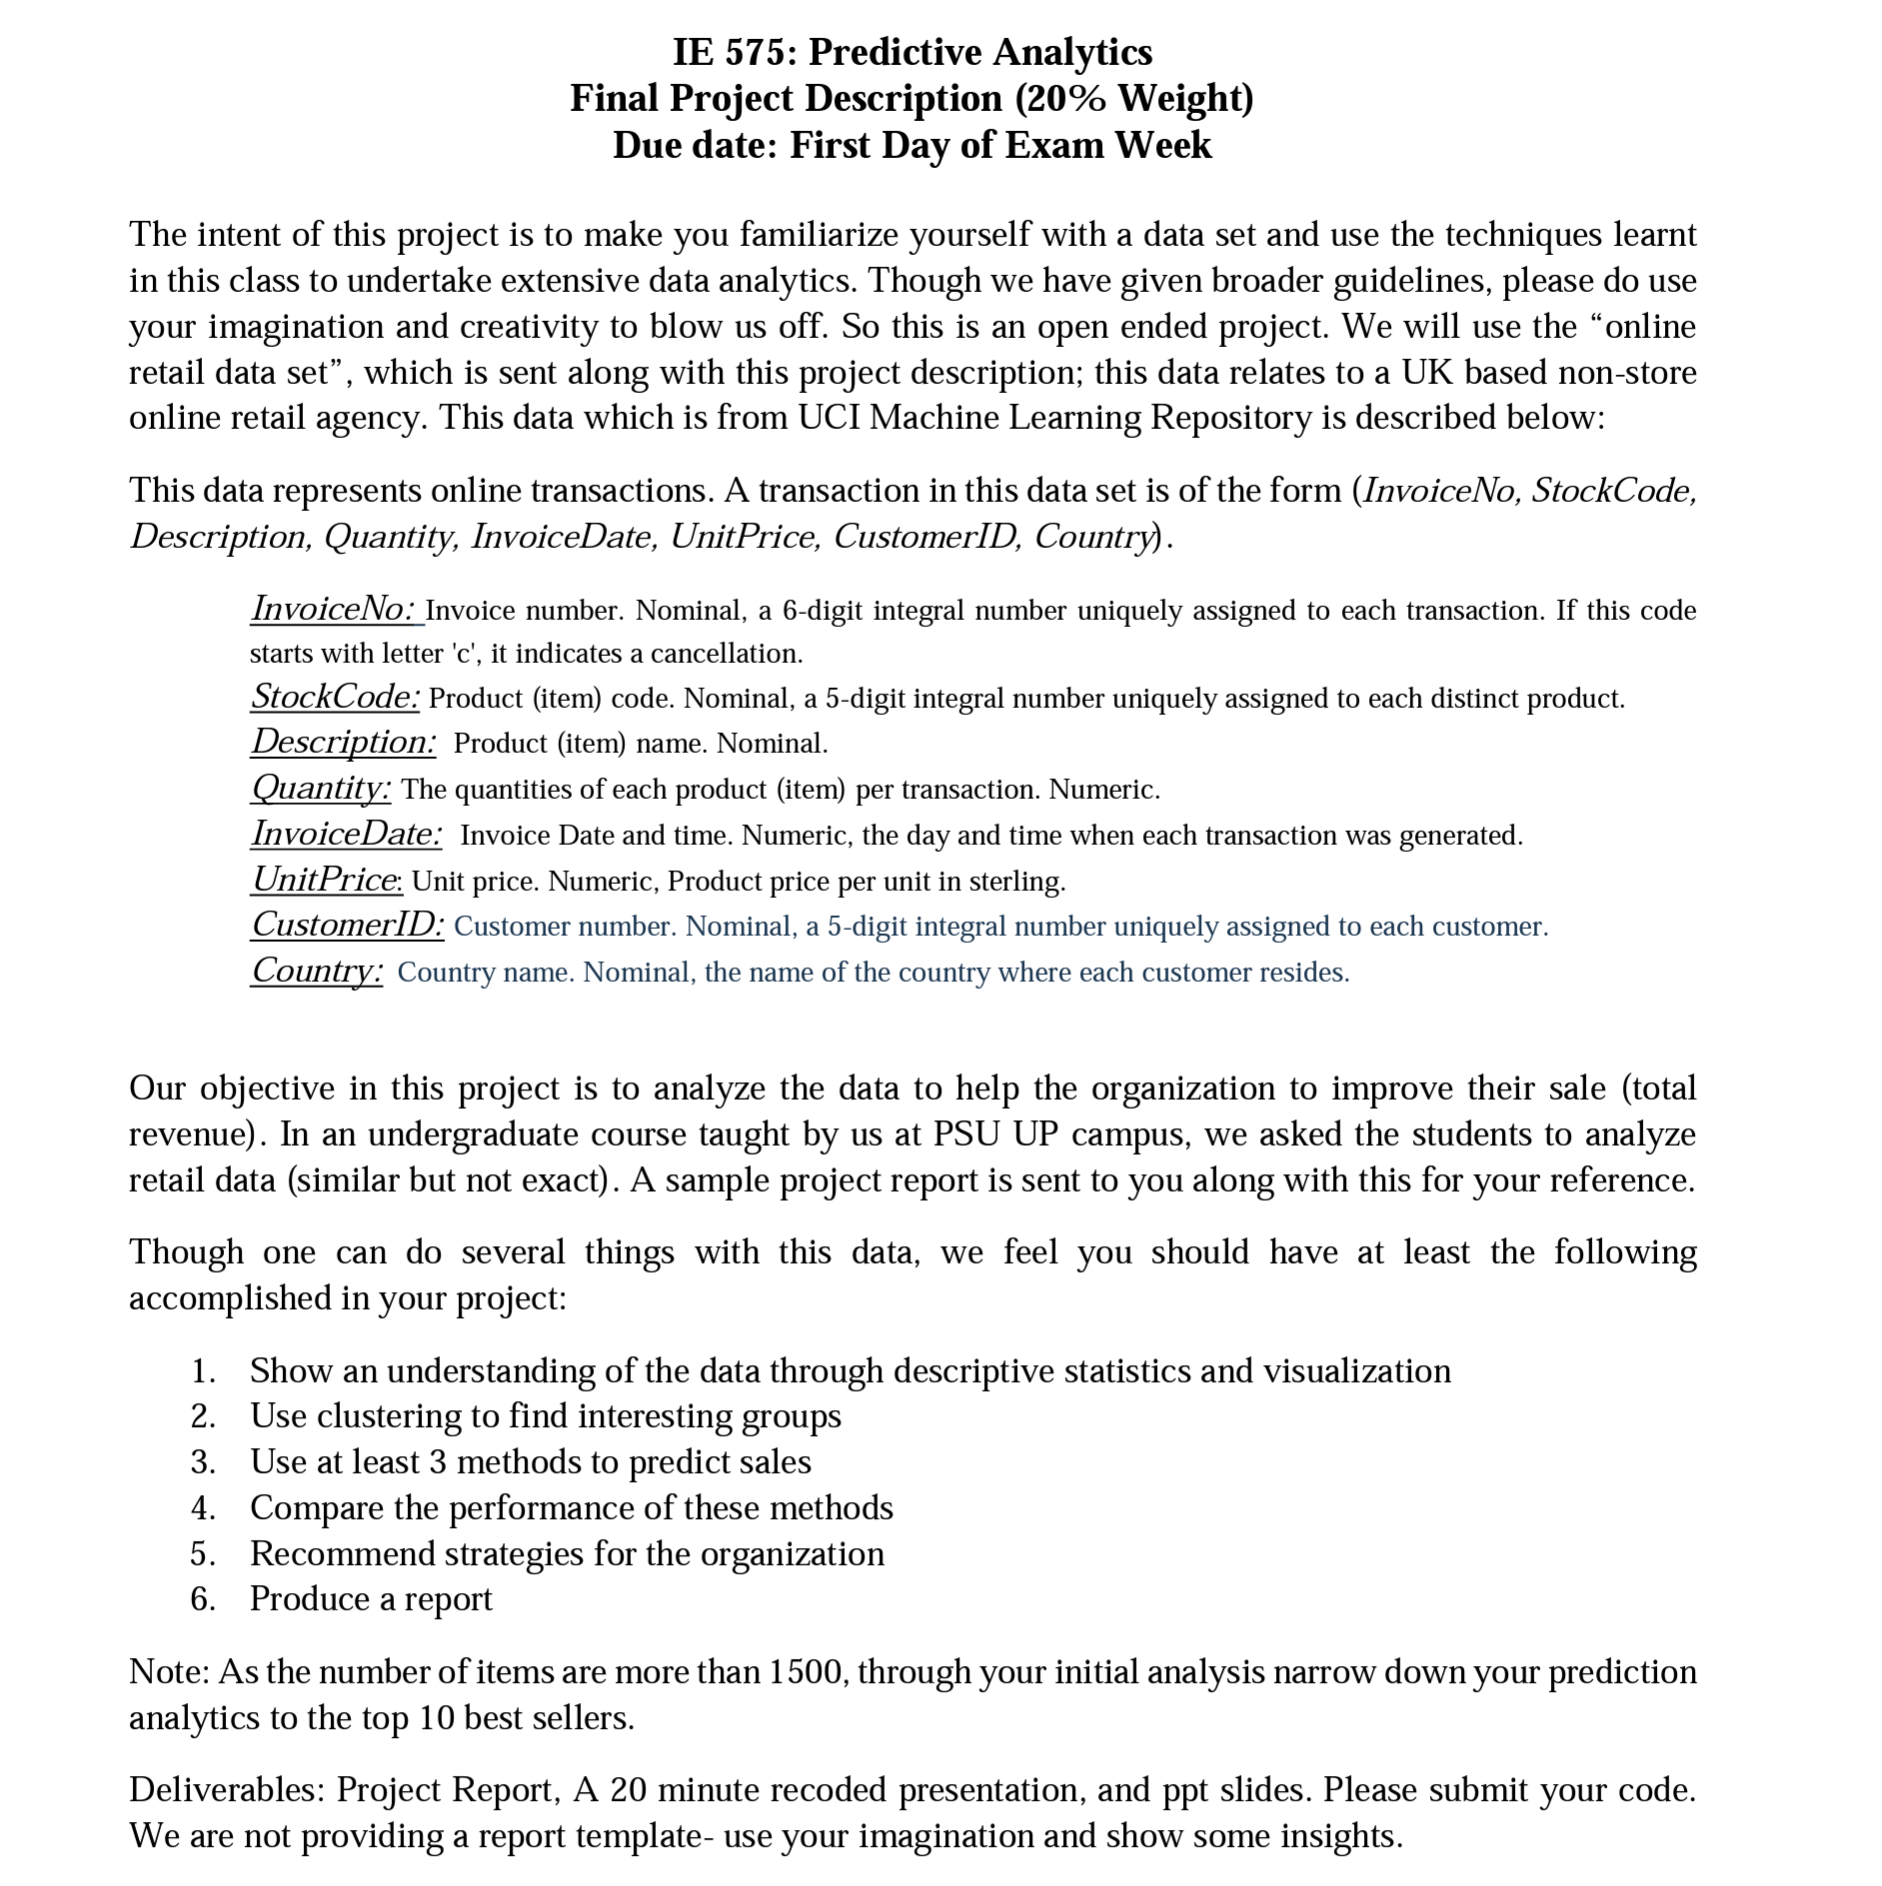 IE 575: Predictive Analytics
Final Project Description (20% Weight)
Due date: First Day of Exam Week
The intent of this project is to make you familiarize yourself with a data set and use the techniques learnt
in this class to undertake extensive data analytics. Though we have given broader guidelines, please do use
your imagination and creativity to blow us off. So this is an open ended project. We will use the “online
retail data set”, which is sent along with this project description; this data relates to a UK based non-store
online retail agency. This data which is from UCI Machine Learning Repository is described below:
This data represents online transactions. A transaction in this data set is of the form (InvoiceNo, StockCode,
Description, Quantity, InvoiceDate, UnitPrice, CustomerID, Country).
InvoiceNo: Invoice number. Nominal, a 6-digit integral number uniquely assigned to each transaction. If this code
starts with letter 'c', it indicates a cancellation.
StockCode: Product (item) code. Nominal, a 5-digit integral number uniquely assigned to each distinct product.
Description: Product (item) name. Nominal.
Quantity: The quantities of each product (item) per transaction. Numeric.
InvoiceDate: Invoice Date and time. Numeric, the day and time when each transaction was generated.
UnitPrice: Unit price. Numeric, Product price per unit in sterling.
CustomerID: Customer number. Nominal, a 5-digit integral number uniquely assigned to each customer.
Country: Country name. Nominal, the name of the country where each customer resides.
Our objective in this project is to analyze the data to help the organization to improve their sale (total
revenue). In an undergraduate course taught by us at PSU UP campus, we asked the students to analyze
retail data (similar but not exact). A sample project report is sent to you along with this for your reference.
Though one can do several things with this data, we feel you should have at least the following
accomplished in your project:
1. Show an understanding of the data through descriptive statistics and visualization
2. Use clustering to find interesting groups
3. Use at least 3 methods to predict sales
4. Compare the performance of these methods
5. Recommend strategies for the organization
6. Produce a report
Note: As the number of items are more than 1500, through your initial analysis narrow down your prediction
analytics to the top 10 best sellers.
Deliverables: Project Report, A 20 minute recoded presentation, and ppt slides. Please submit your code.
We are not providing a report template- use your imagination and show some insights.